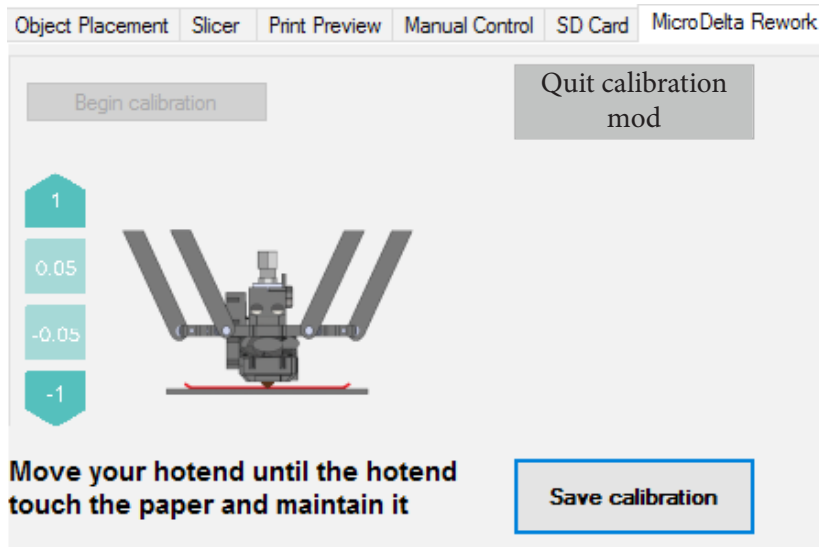 Object Placement Slicer Print Preview Manual Control SD Card MicroDelta Rework
Begin calibration
Quit calibration
mod
1
0.05
-0.05
-1
Move your hotend until the hotend
touch the paper and maintain it
Save calibration